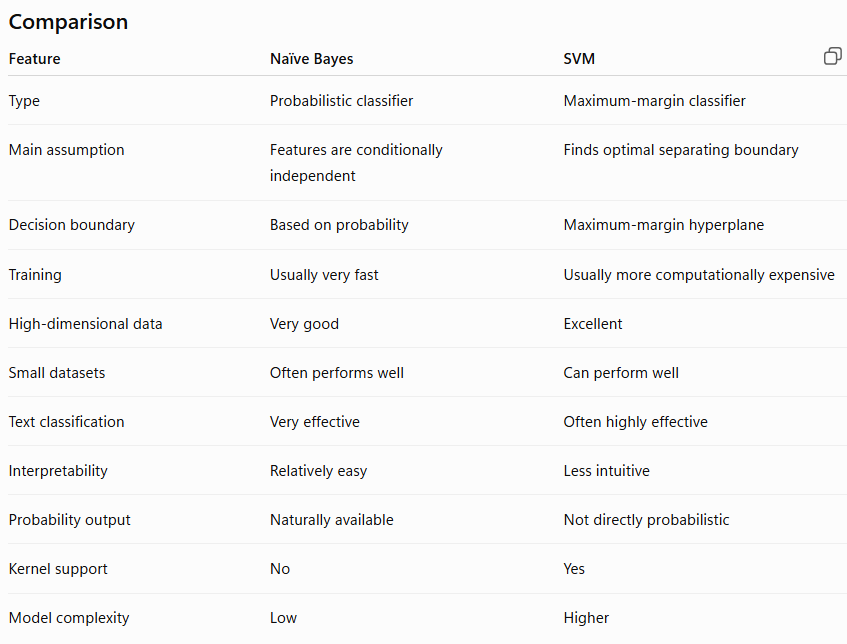 Comparison
Feature Naïve Bayes SVM
Type Probabilistic classifier Maximum-margin classifier
Main assumption Features are conditionally independent Finds optimal separating boundary
Decision boundary Based on probability Maximum-margin hyperplane
Training Usually very fast Usually more computationally expensive
High-dimensional data Very good Excellent
Small datasets Often performs well Can perform well
Text classification Very effective Often highly effective
Interpretability Relatively easy Less intuitive
Probability output Naturally available Not directly probabilistic
Kernel support No Yes
Model complexity Low Higher